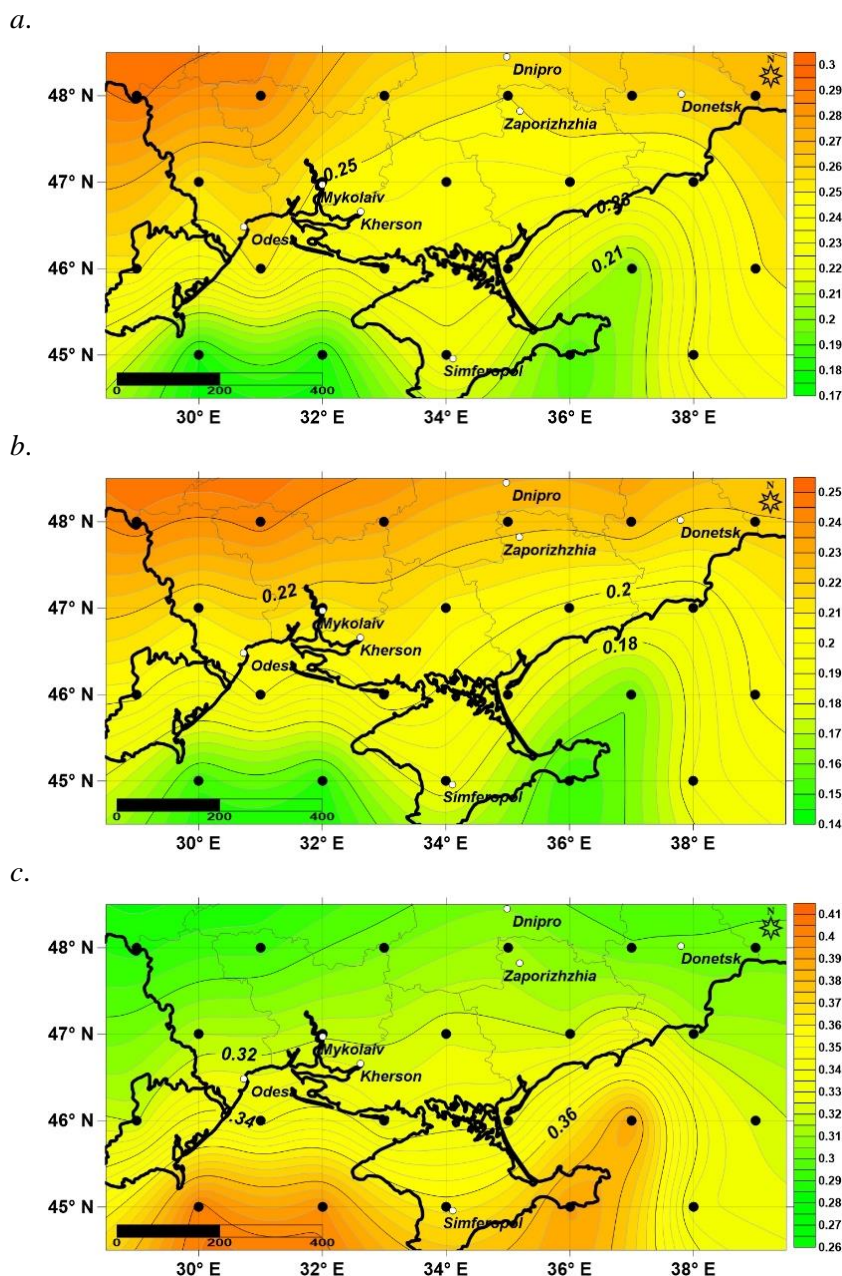 a.
N
0.3
0.29
0.28
0.27
0.26
0.25
0.24
0.23
0.22
0.21
0.2
0.19
0.18
0.17
48° N
47° N
46° N
45° N
Dnipro
Donetsk
Zaporizhzhia
0.25
Mykolaiv
Kherson
Odes
0.21
Simferopol
0 200 400
30° E 32° E 34° E 36° E 38° E
b.
N
0.25
0.24
0.23
0.22
0.21
0.2
0.19
0.18
0.17
0.16
0.15
0.14
48° N
47° N
46° N
45° N
Dnipro
Donetsk
Zaporizhzhia
0.22
0.2
Mykolaiv
Kherson
0.18
Odes
Simferopol
0 200 400
30° E 32° E 34° E 36° E 38° E
c.
N
0.41
0.4
0.39
0.38
0.37
0.36
0.35
0.34
0.33
0.32
0.31
0.3
0.29
0.28
0.27
0.26
48° N
47° N
46° N
45° N
Dnipro
Donetsk
Zaporizhzhia
0.32
Mykolaiv
Kherson
Odes
.34
0.36
Simferopol
0 200 400
30° E 32° E 34° E 36° E 38° E